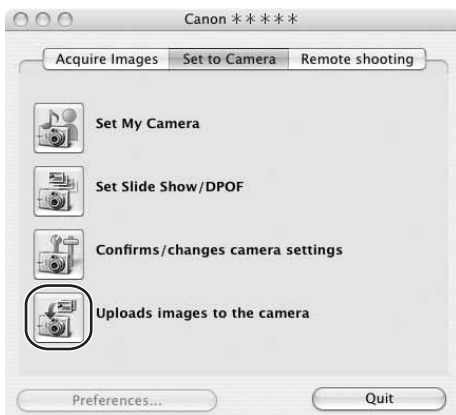 Canon ＊＊＊＊＊
Acquire Images Set to Camera Remote shooting
Set My Camera
Set Slide Show/DPOF
Confirms/changes camera settings
Uploads images to the camera
Preferences... Quit